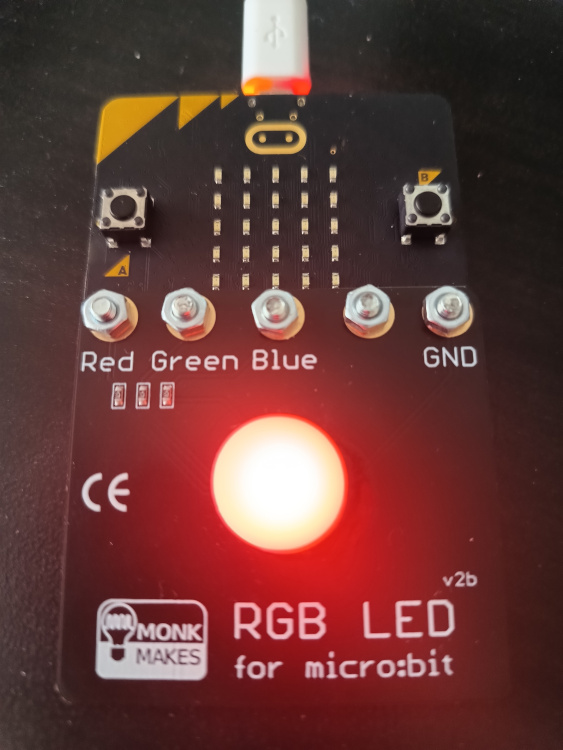 B
A
Red Green Blue GND
CE
v2b
RGB LED
for micro:bit
MONK
MAKES